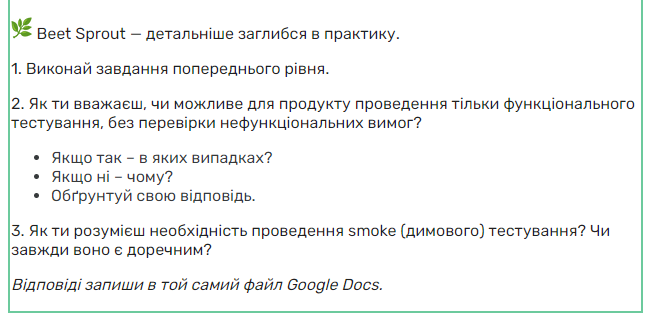 Beet Sprout — детальніше заглибся в практику.
1. Виконай завдання попереднього рівня.
2. Як ти вважаєш, чи можливе для продукту проведення тільки функціонального
тестування, без перевірки нефункціональних вимог?
• Якщо так – в яких випадках?
• Якщо ні – чому?
• Обґрунтуй свою відповідь.
3. Як ти розумієш необхідність проведення smoke (димового) тестування? Чи
завжди воно є доречним?
Відповіді запиши в той самий файл Google Docs.